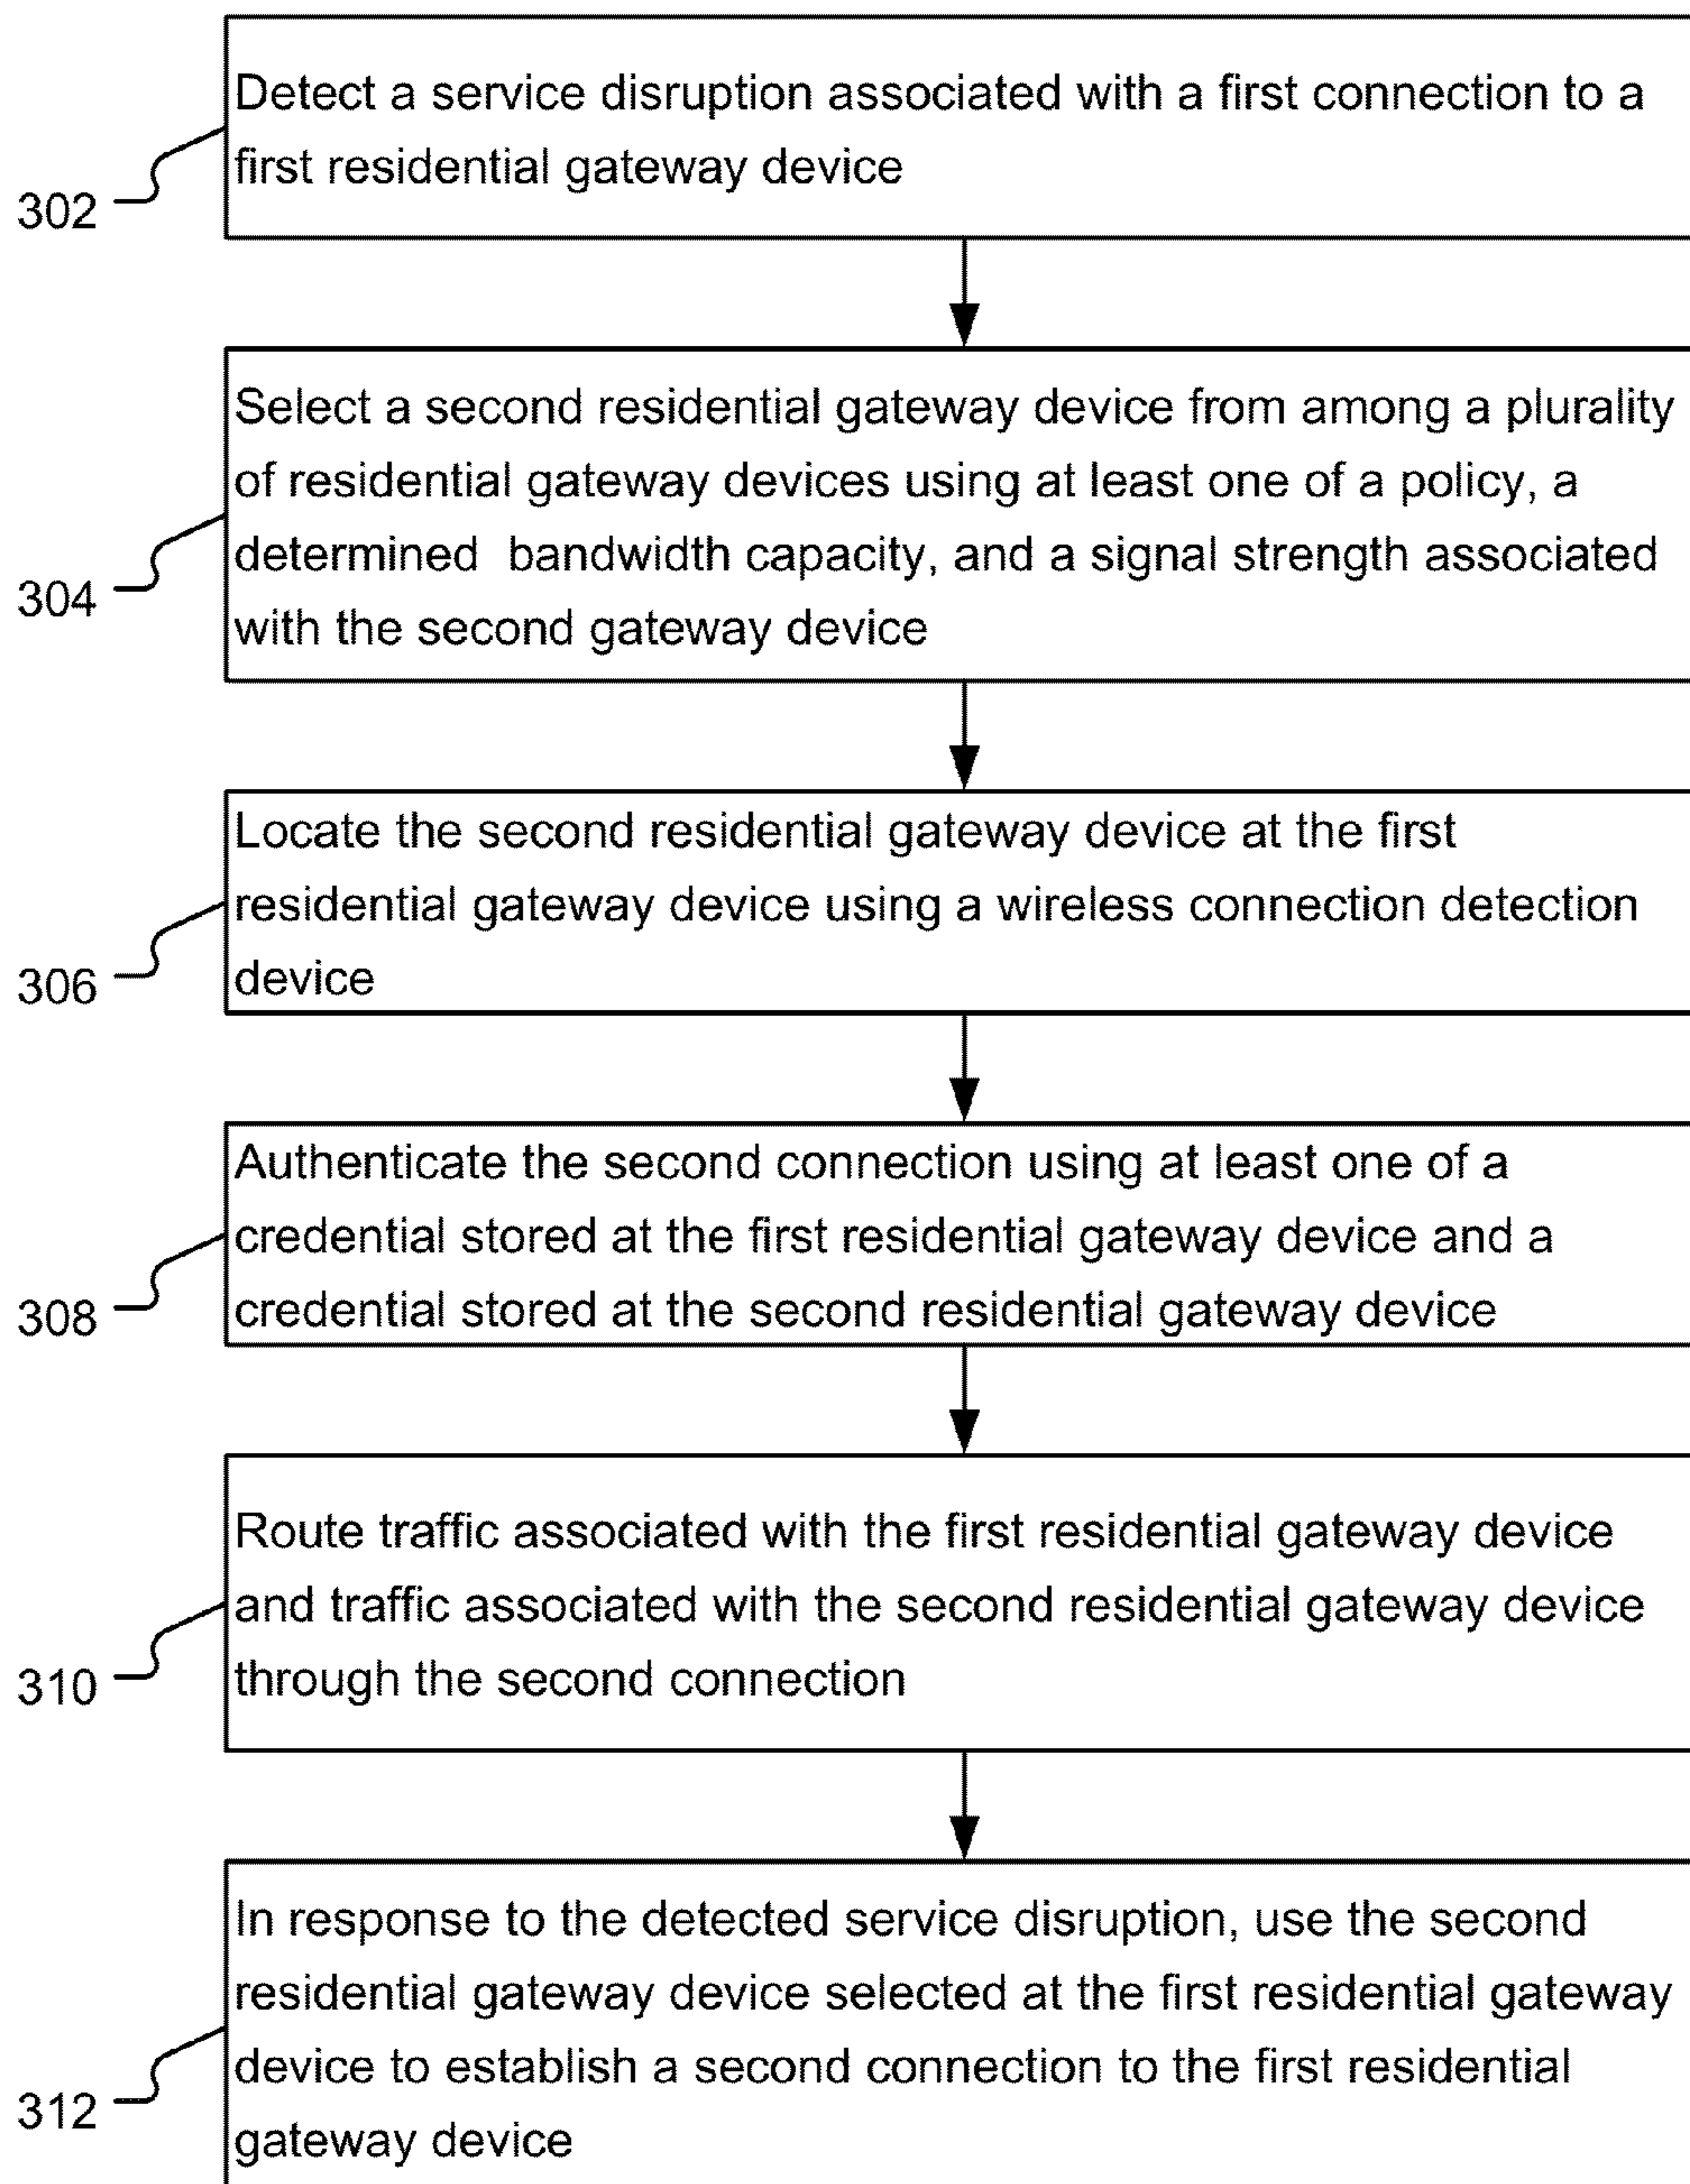 Detect a service disruption associated with a first connection to a
first residential gateway device
302
Select a second residential gateway device from among a plurality
of residential gateway devices using at least one of a policy, a
determined  bandwidth capacity, and a signal strength associated
with the second gateway device
304
Locate the second residential gateway device at the first
residential gateway device using a wireless connection detection
device
306
Authenticate the second connection using at least one of a
credential stored at the first residential gateway device and a
credential stored at the second residential gateway device
308
Route traffic associated with the first residential gateway device
and traffic associated with the second residential gateway device
through the second connection
310
In response to the detected service disruption, use the second
residential gateway device selected at the first residential gateway
device to establish a second connection to the first residential
gateway device
312